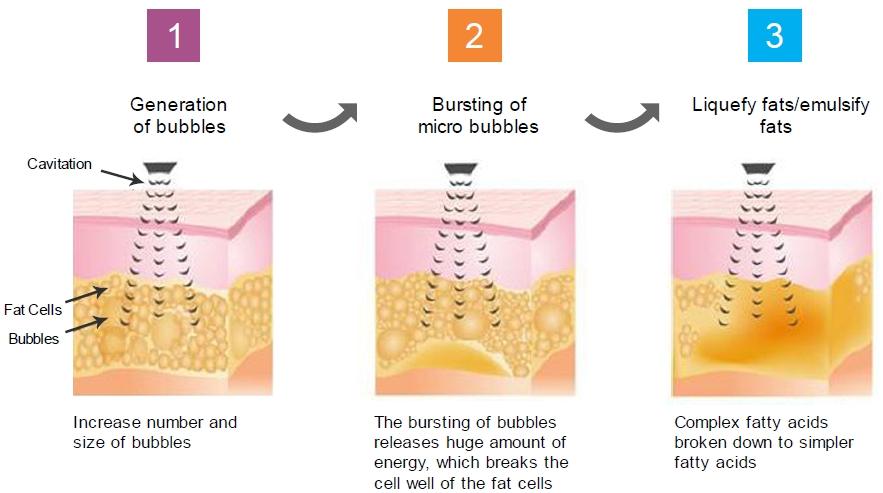 1
2
3
Generation
of bubbles
Bursting of
micro bubbles
Liquefy fats/emulsify
fats
Cavitation
Fat Cells
Bubbles
Increase number and
size of bubbles
The bursting of bubbles
releases huge amount of
energy, which breaks the
cell well of the fat cells
Complex fatty acids
broken down to simpler
fatty acids